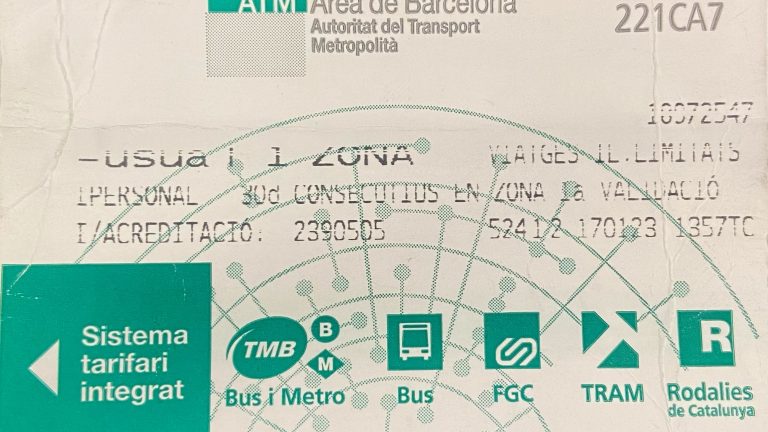 ATM Àrea de Barcelona
Autoritat del Transport
Metropolità
221CA7
10972547
-usua i 1 ZONA VIATGES IL.LIMITATS
IPERSONAL 30d CONSECUTIUS EN ZONA 1a VALIDACIÓ
I/ACREDITACIÓ: 2390505 52412 170123 1357TC
Sistema
tarifari
integrat
TMB B M
Bus i Metro
Bus
FGC
TRAM
R
Rodalies
de Catalunya